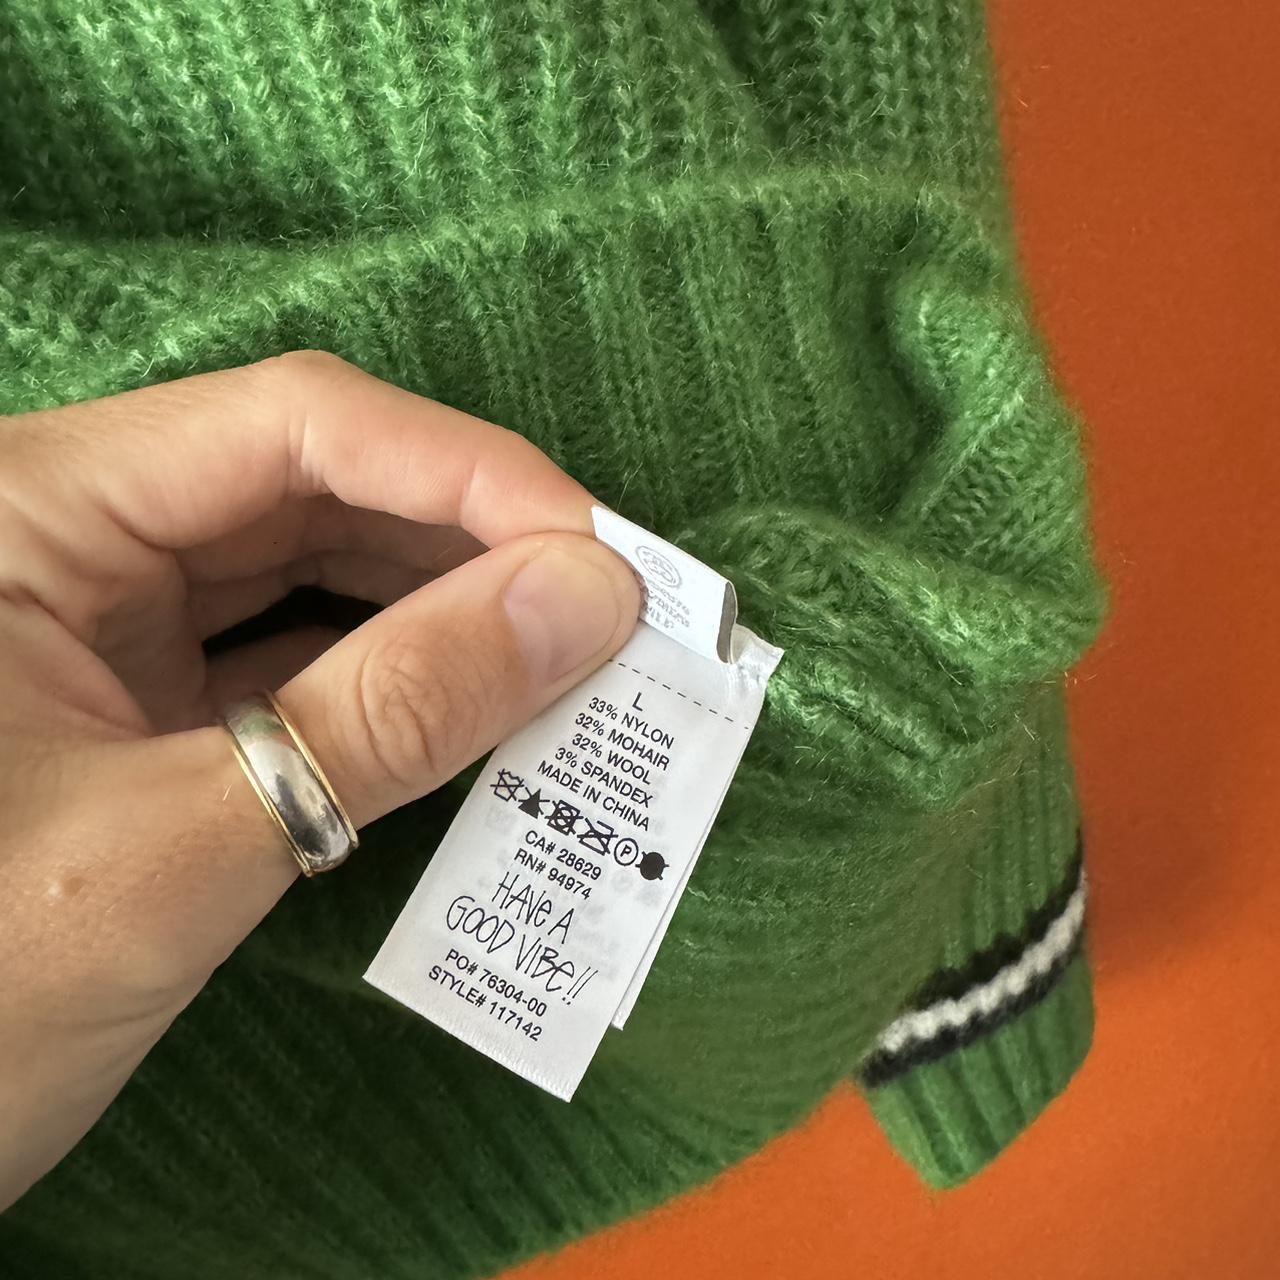 L
33% NYLON
32% MOHAIR
32% WOOL
3% SPANDEX
MADE IN CHINA
P
CA# 28629
RN# 94974
HAVE A
GOOD VIBE!!
PO# 76304-00
STYLE# 117142